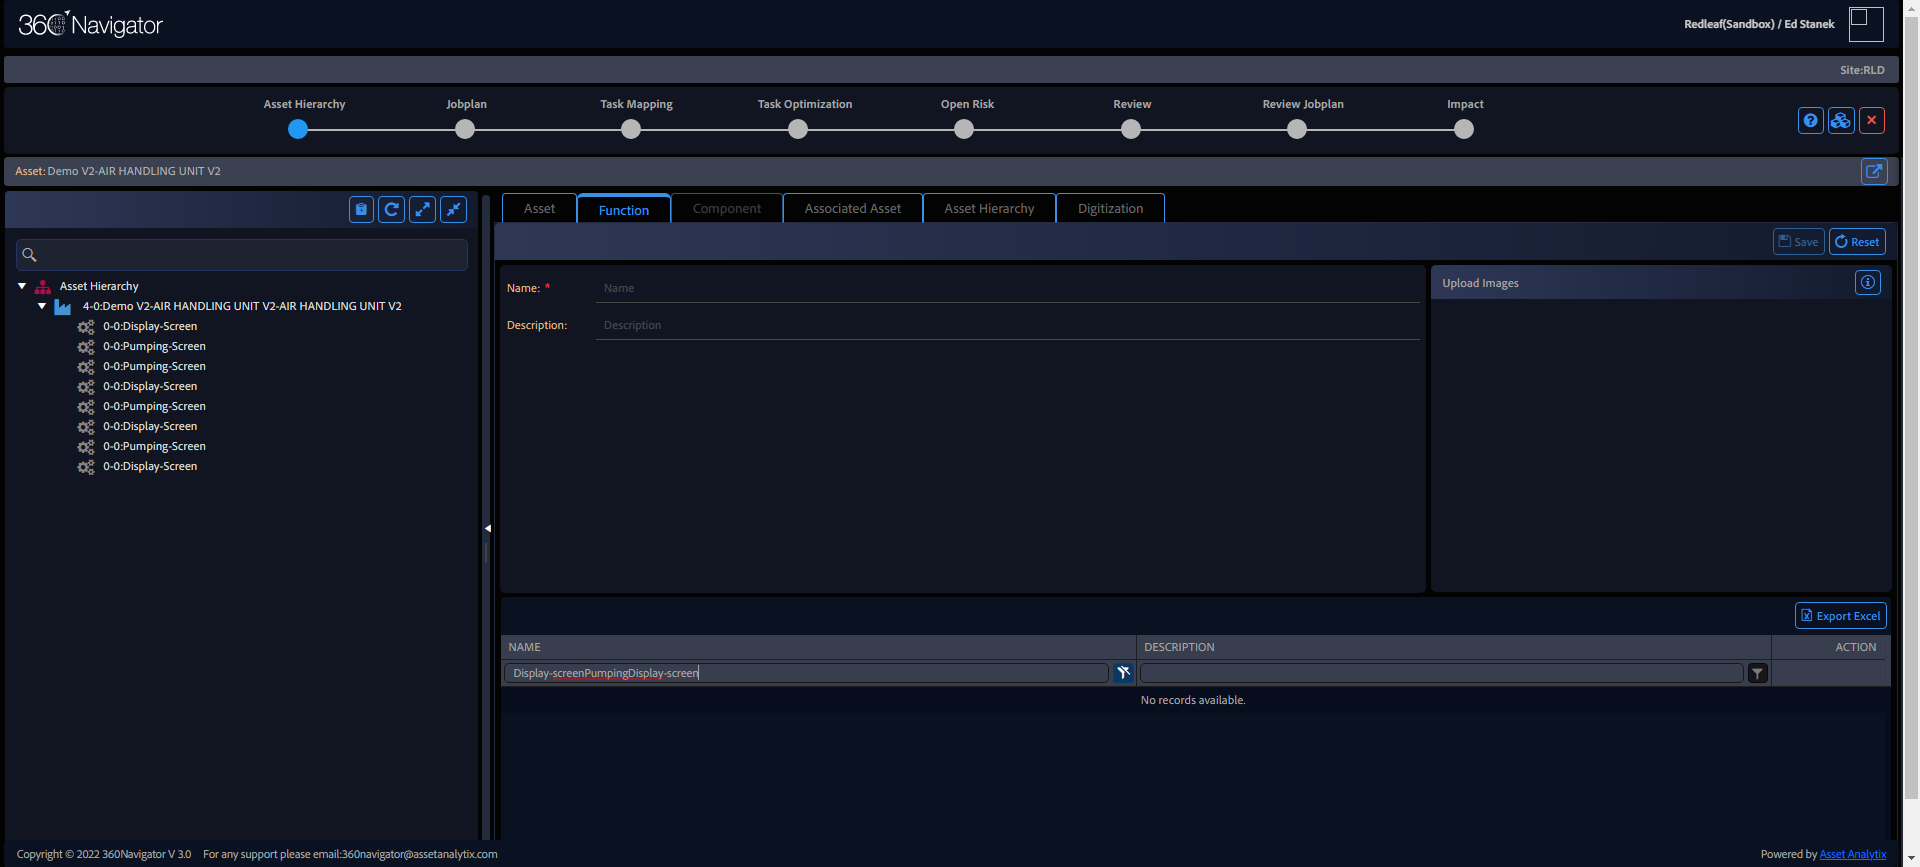 360 Navigator
Redleaf(Sandbox) / Ed Stanek
Site:RLD
Asset Hierarchy Jobplan Task Mapping Task Optimization Open Risk Review Review Jobplan Impact
Asset: Demo V2-AIR HANDLING UNIT V2
Asset Function Component Associated Asset Asset Hierarchy Digitization
Save Reset
Asset Hierarchy
4-0:Demo V2-AIR HANDLING UNIT V2-AIR HANDLING UNIT V2
0-0:Display-Screen
0-0:Pumping-Screen
0-0:Pumping-Screen
0-0:Display-Screen
0-0:Pumping-Screen
0-0:Display-Screen
0-0:Pumping-Screen
0-0:Display-Screen
Name: * Name
Description: Description
Upload Images
Export Excel
NAME DESCRIPTION ACTION
Display-screenPumpingDisplay-screen
No records available.
Copyright © 2022 360Navigator V 3.0 For any support please email:360navigator@assetanalytix.com
Powered by Asset Analytix